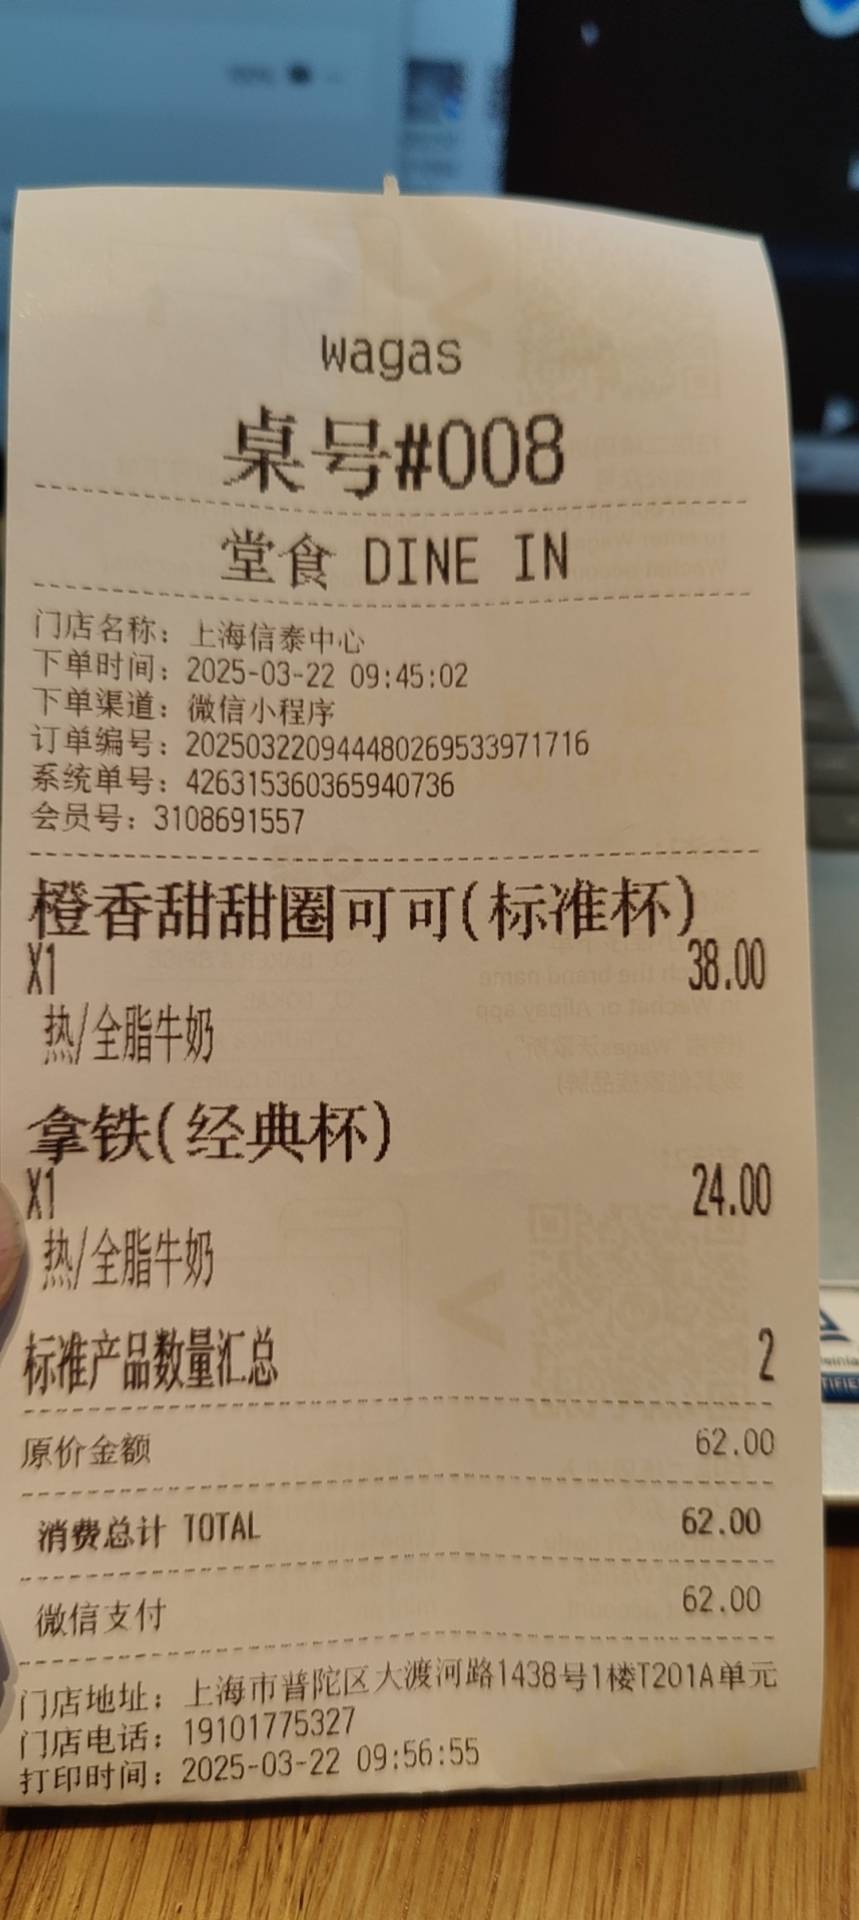 wagas
桌号#008
堂食 DINE IN
门店名称：上海信泰中心
下单时间：2025-03-22 09:45:02
下单渠道：微信小程序
订单编号：20250322094448026953397​1716
系统单号：4263153603659407​36
会员号：3108691557
橙香甜甜圈可可(标准杯)
X1 38.00
热/全脂牛奶
拿铁(经典杯)
X1 24.00
热/全脂牛奶
标准产品数量汇总 2
原价金额 62.00
消费总计 TOTAL 62.00
微信支付 62.00
门店地址：上海市普陀区大渡河路1438号1楼T201A单元
门店电话：19101775327
打印时间：2025-03-22 09:56:55